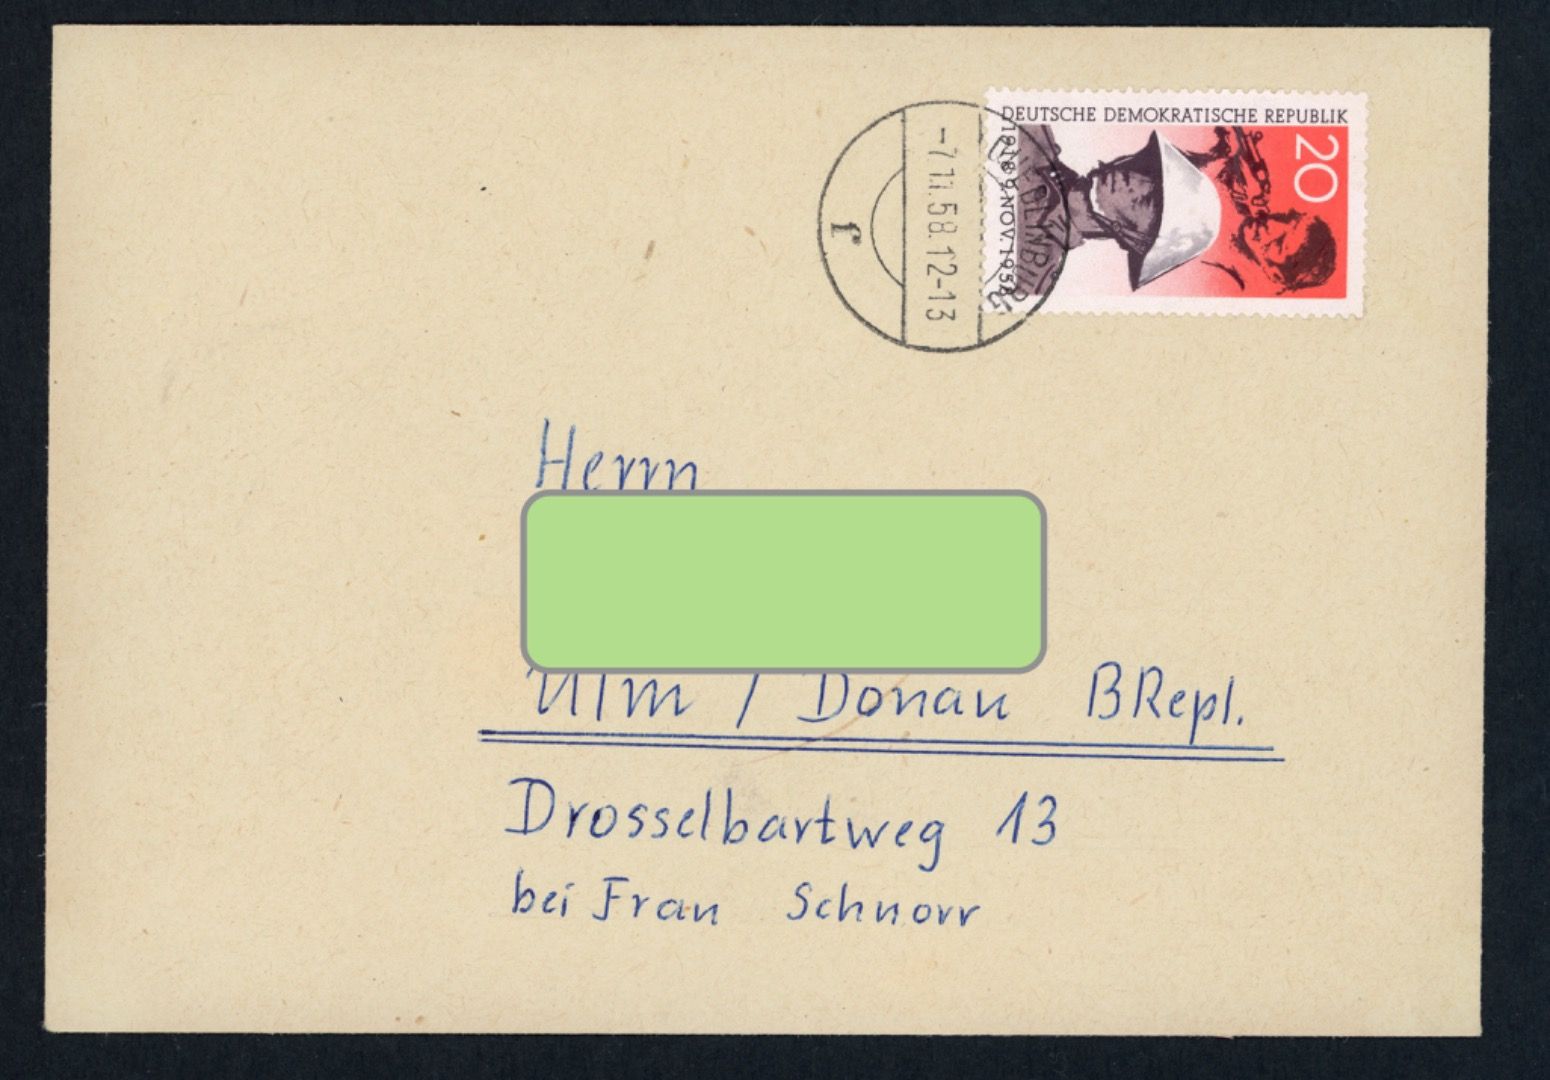 DEUTSCHE DEMOKRATISCHE REPUBLIK
20
1918 9. NOV. 1958
-7.11.58.12-13
f
Herrn
Ulm / Donau BRepl.
Drosselbartweg 13
bei Frau Schnorr